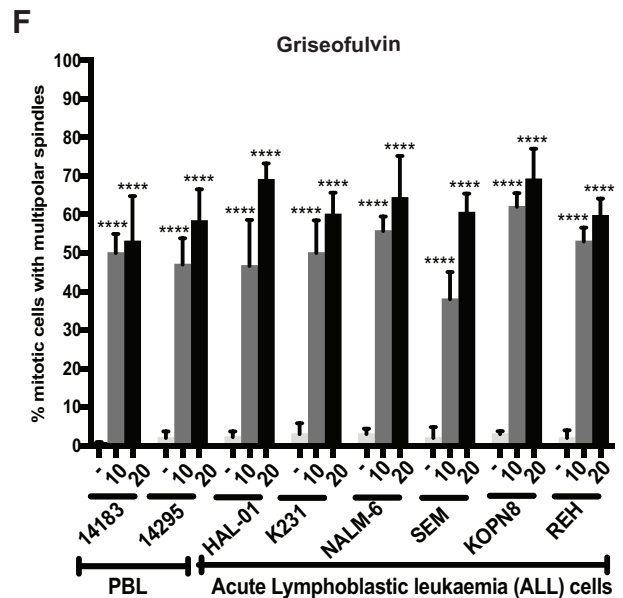 F
Griseofulvin
% mitotic cells with multipolar spindles
100
90
80
70
60
50
40
30
20
10
0
**** **** **** **** **** **** **** **** **** **** **** **** **** **** **** ****
- 10 20 - 10 20 - 10 20 - 10 20 - 10 20 - 10 20 - 10 20 - 10 20
14183 14295 HAL-01 K231 NALM-6 SEM KOPN8 REH
PBL Acute Lymphoblastic leukaemia (ALL) cells